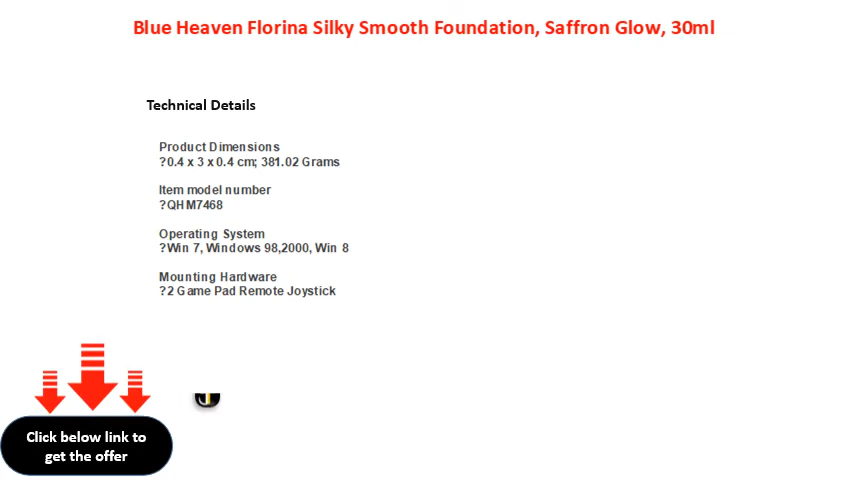 Blue Heaven Florina Silky Smooth Foundation, Saffron Glow, 30ml
Technical Details
Product Dimensions
?0.4 x 3 x 0.4 cm; 381.02 Grams
Item model number
?QHM7468
Operating System
?Win 7, Windows 98,2000, Win 8
Mounting Hardware
?2 Game Pad Remote Joystick
Click below link to
get the offer